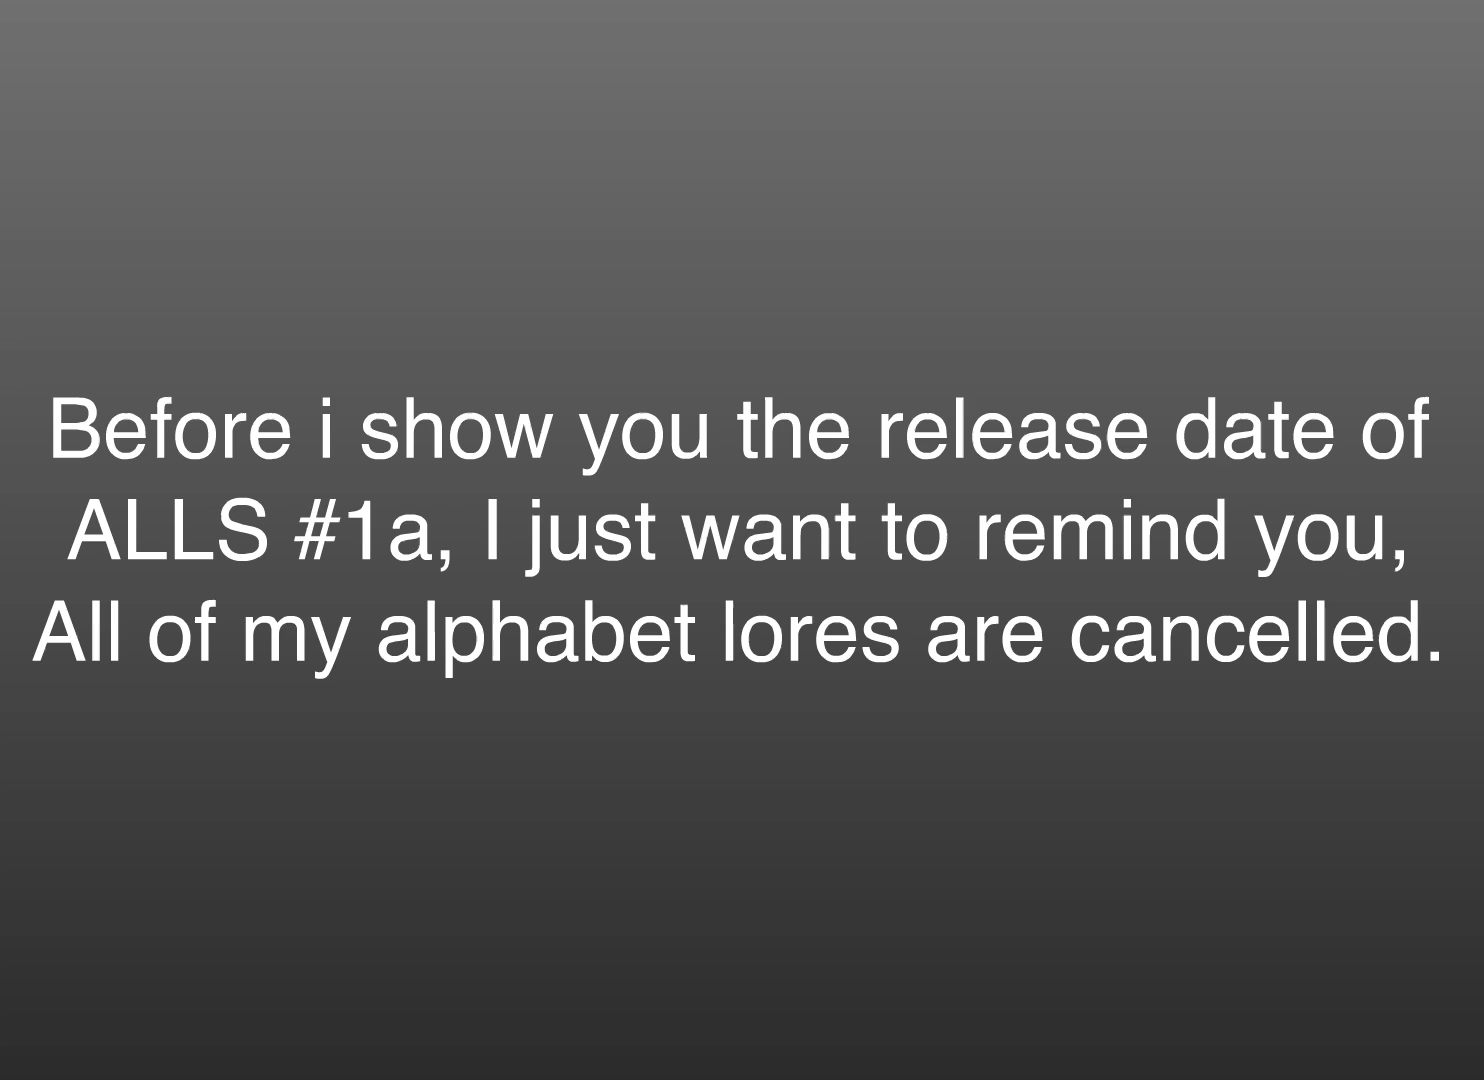 Before i show you the release date of
ALLS #1a, I just want to remind you,
All of my alphabet lores are cancelled.